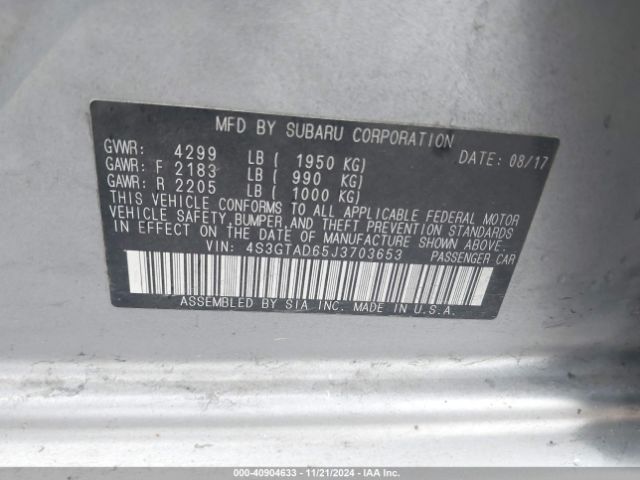 MFD BY SUBARU CORPORATION
GVWR: 4299 LB ( 1950 KG) DATE: 08/17
GAWR: F 2183 LB ( 990 KG)
GAWR: R 2205 LB ( 1000 KG)
THIS VEHICLE CONFORMS TO ALL APPLICABLE FEDERAL MOTOR
VEHICLE SAFETY, BUMPER, AND THEFT PREVENTION STANDARDS
IN EFFECT ON THE DATE OF MANUFACTURE SHOWN ABOVE.
VIN: 4S3GTAD65J3703653 PASSENGER CAR
ASSEMBLED BY SIA INC. MADE IN U.S.A.
000-40904633 - 11/21/2024 - IAA Inc.